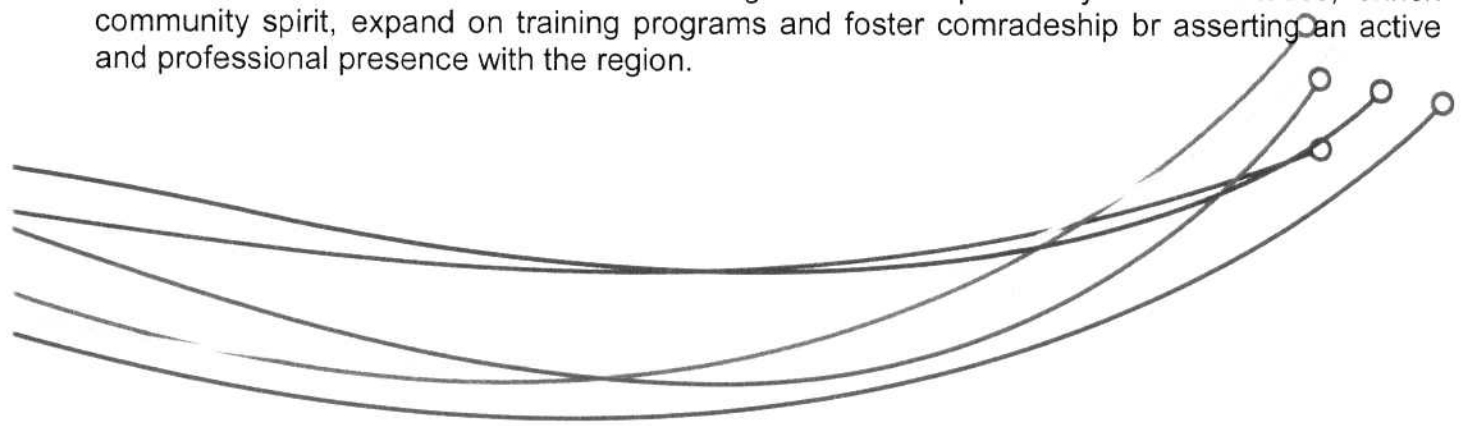 community spirit, expand on training programs and foster comradeship br asserting an active
and professional presence with the region.